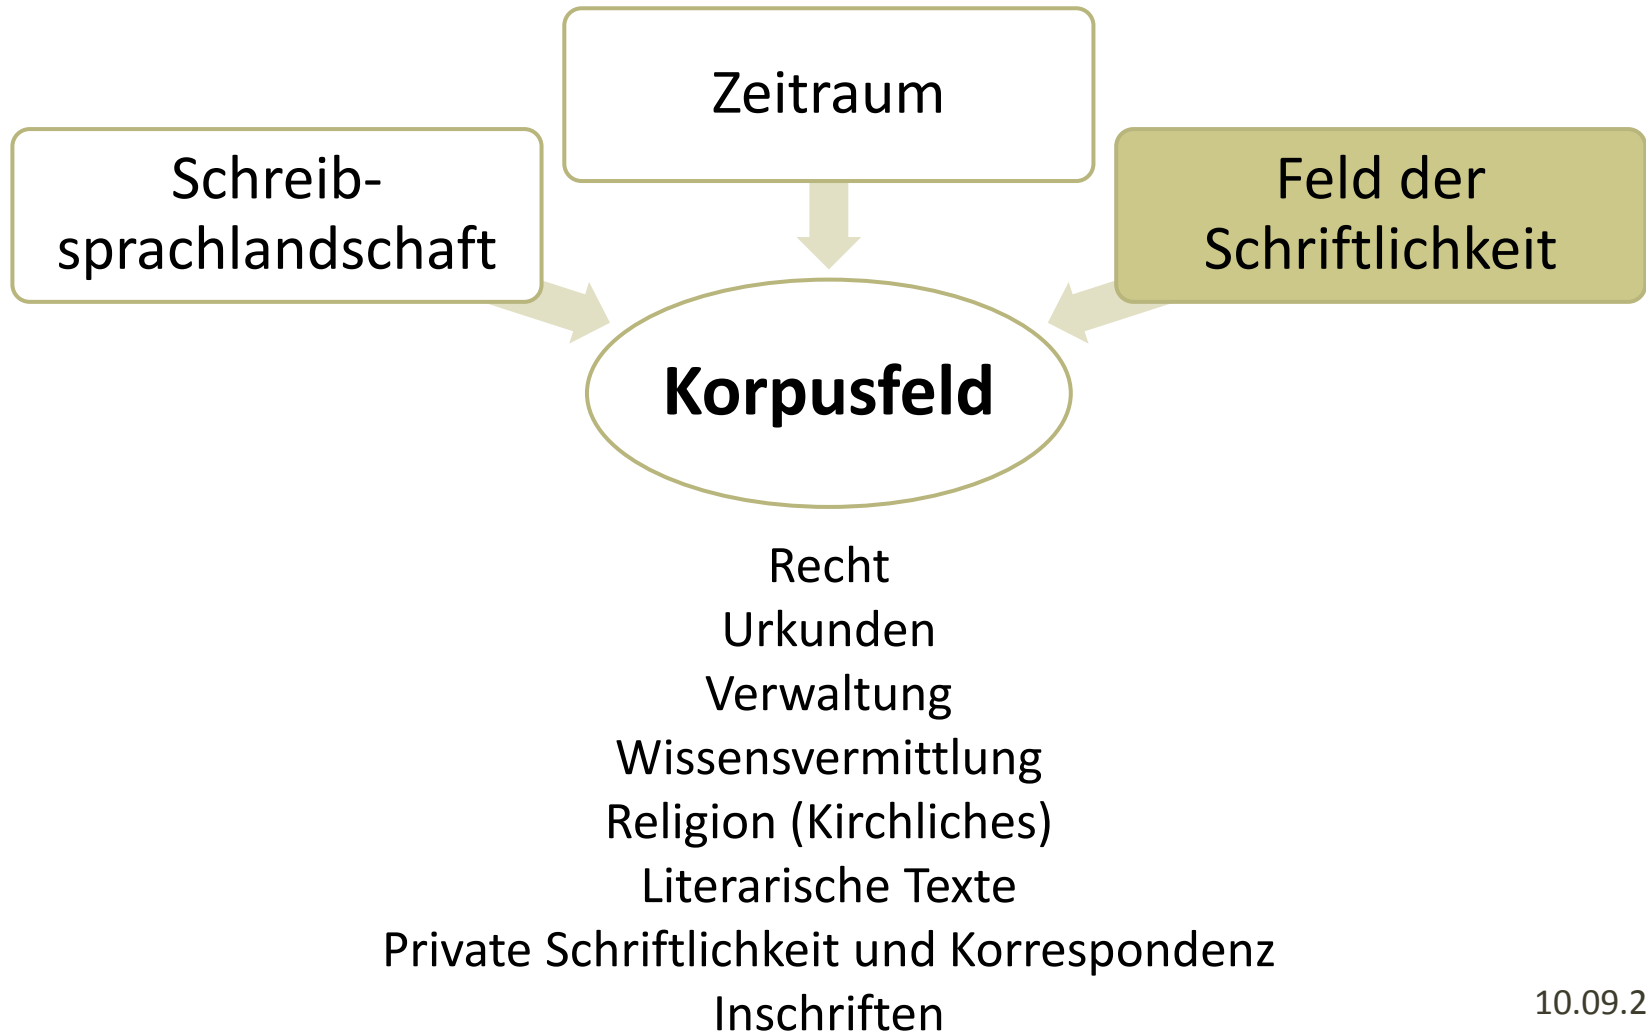 Zeitraum
Schreib-
sprachlandschaft
Feld der
Schriftlichkeit
Korpusfeld
Recht
Urkunden
Verwaltung
Wissensvermittlung
Religion (Kirchliches)
Literarische Texte
Private Schriftlichkeit und Korrespondenz
Inschriften
10.09.2